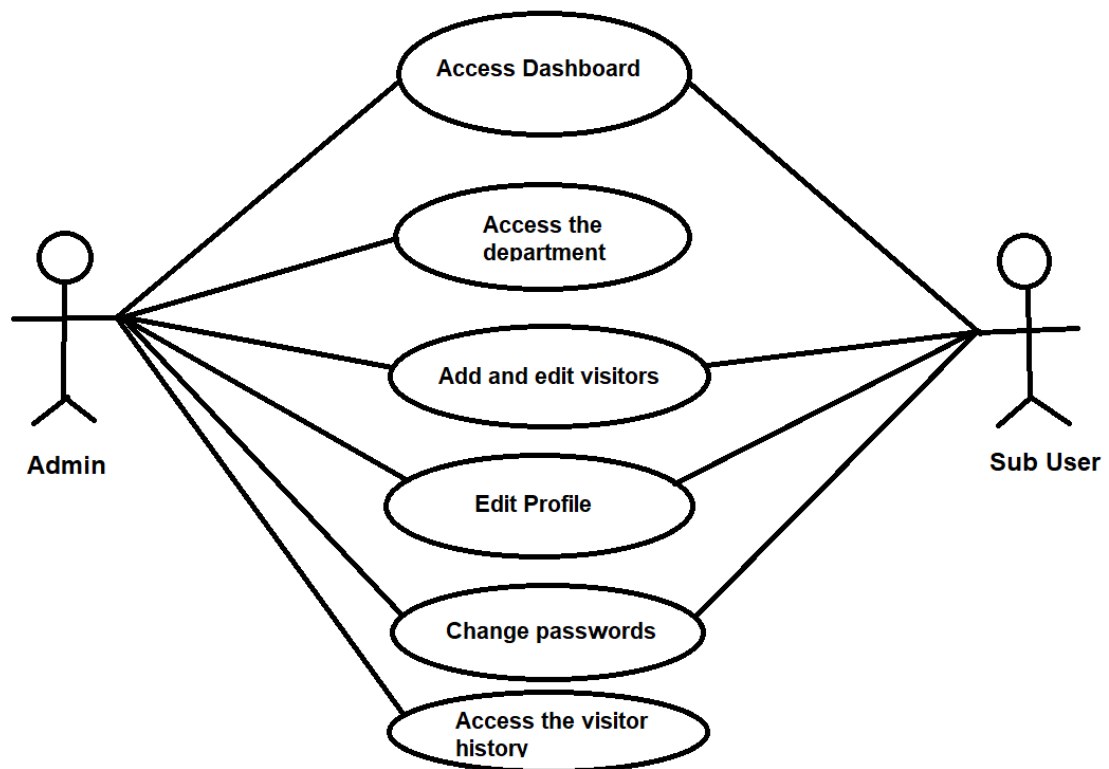 Access Dashboard
Access the
department
Add and edit visitors
Admin
Sub User
Edit Profile
Change passwords
Access the visitor
history